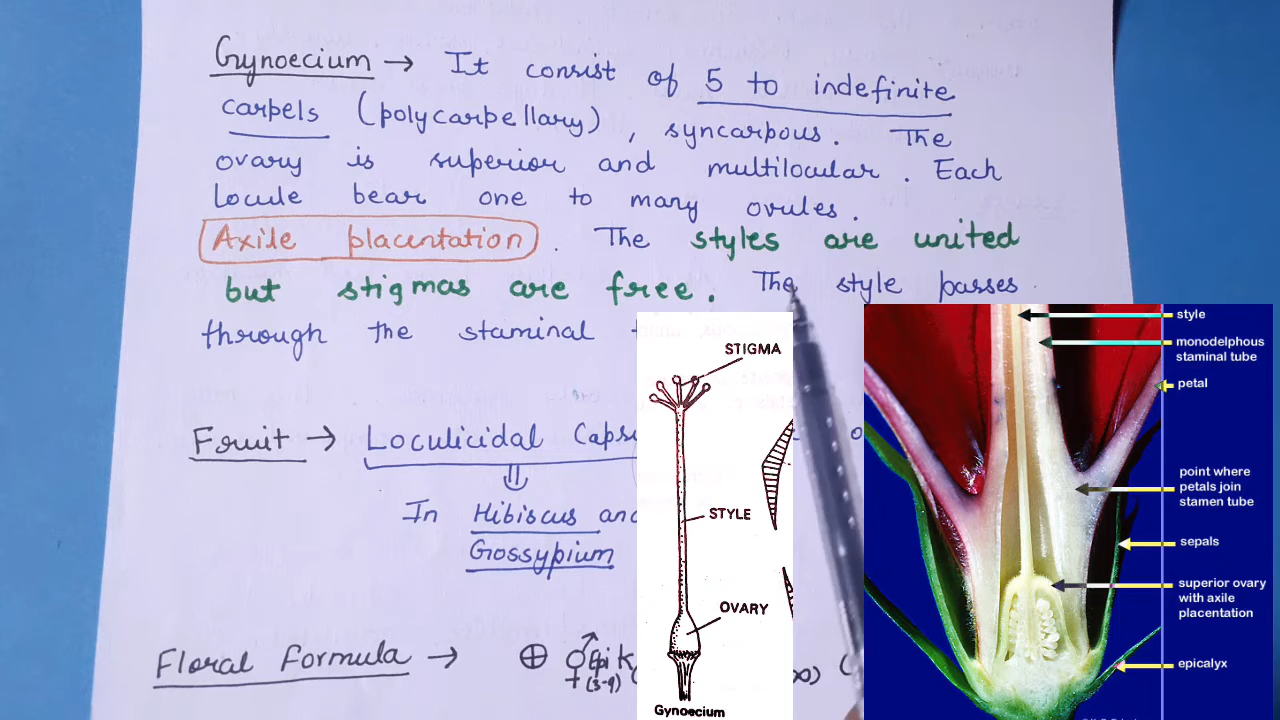 Gynoecium → It consist of 5 to indefinite
carpels (polycarpellary), syncarpous. The
ovary is superior and multilocular. Each
locule bear one to many ovules.
Axile placentation. The styles are united
but stigmas are free. The style passes
through the staminal
Fruit → Loculicidal
⇓
In Hibiscus and
Gossypium
Floral Formula → ⊕ Epik
(3-9)
STIGMA
STYLE
OVARY
Gynoecium
style
monodelphous
staminal tube
petal
point where
petals join
stamen tube
sepals
superior ovary
with axile
placentation
epicalyx